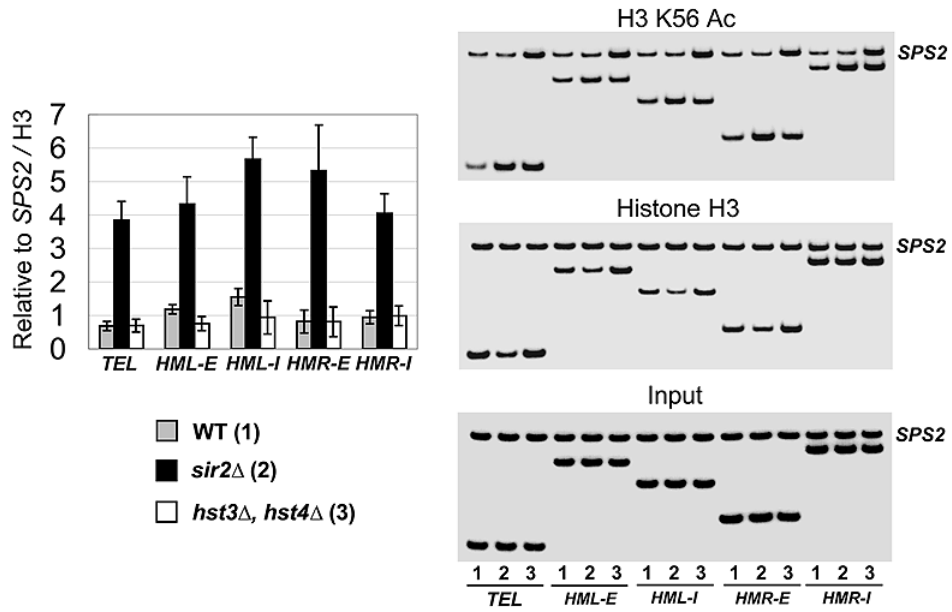 Relative to SPS2 / H3
7
6
5
4
3
2
1
0
TEL HML-E HML-I HMR-E HMR-I
WT (1)
sir2Δ (2)
hst3Δ, hst4Δ (3)
H3 K56 Ac
SPS2
Histone H3
SPS2
Input
SPS2
1 2 3 1 2 3 1 2 3 1 2 3 1 2 3
TEL HML-E HML-I HMR-E HMR-I